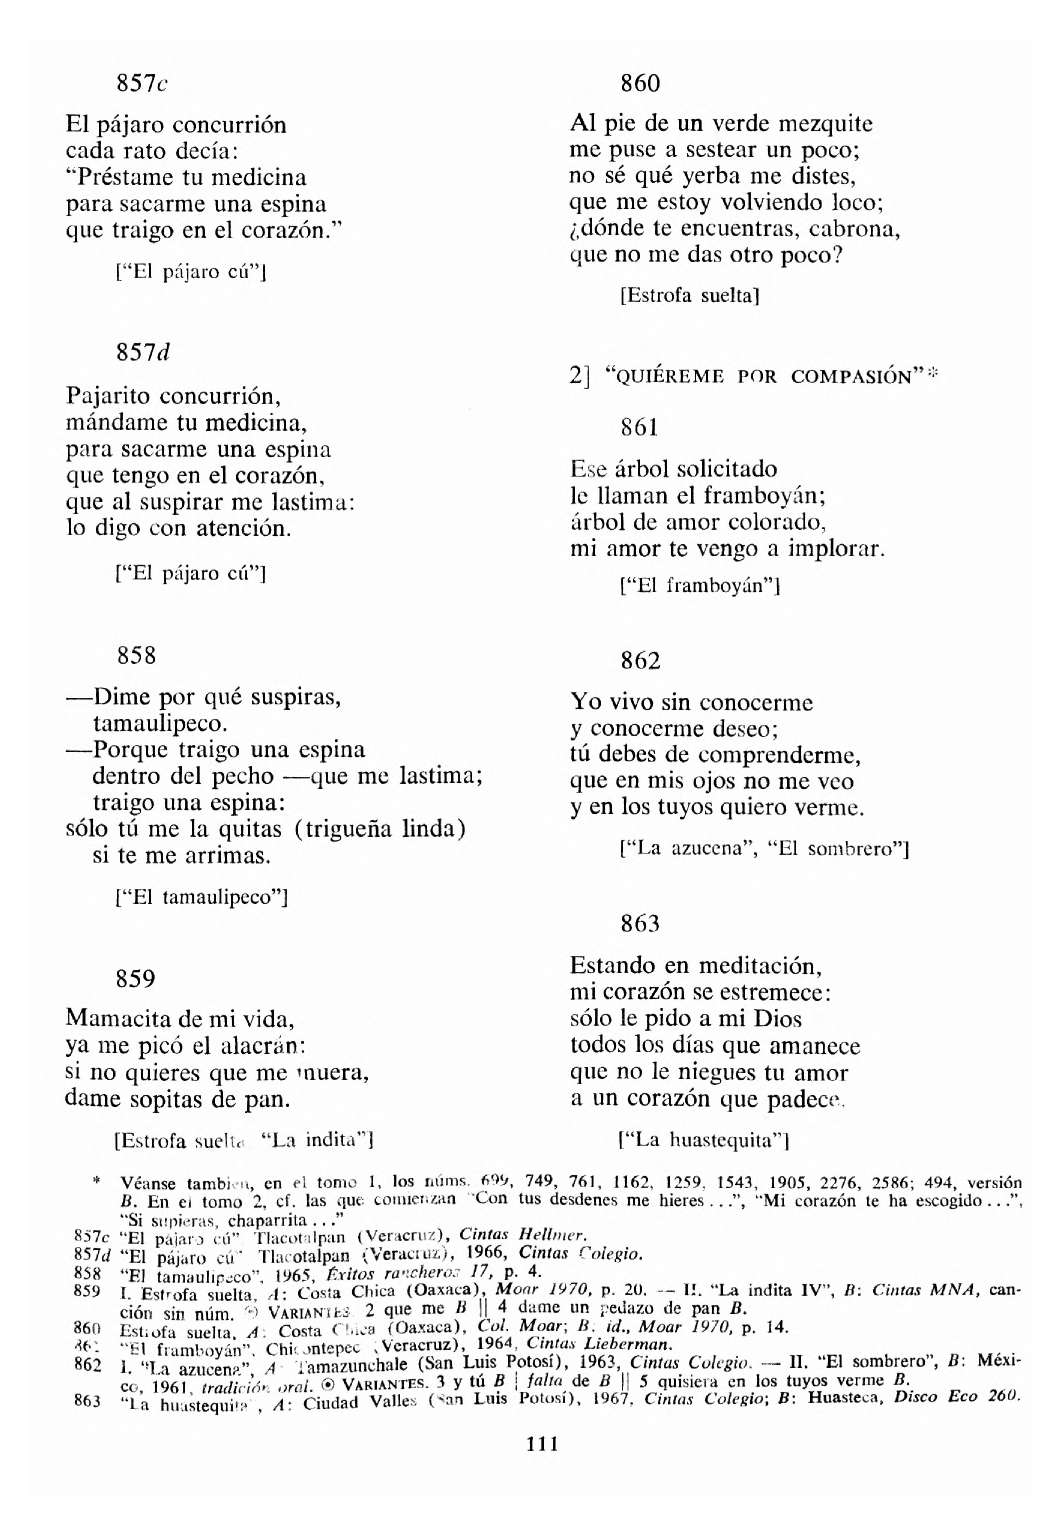 857c
El pájaro concurrión
cada rato decía:
“Préstame tu medicina
para sacarme una espina
que traigo en el corazón.”
[“El pájaro cú”]
857d
Pajarito concurrión,
mándame tu medicina,
para sacarme una espina
que tengo en el corazón,
que al suspirar me lastima:
lo digo con atención.
[“El pájaro cú”]
858
—Dime por qué suspiras,
tamaulipeco.
—Porque traigo una espina
dentro del pecho —que me lastima;
traigo una espina:
sólo tú me la quitas (trigueña linda)
si te me arrimas.
[“El tamaulipeco”]
859
Mamacita de mi vida,
ya me picó el alacrán:
si no quieres que me muera,
dame sopitas de pan.
[Estrofa suelta “La indita”]
860
Al pie de un verde mezquite
me puse a sestear un poco;
no sé qué yerba me distes,
que me estoy volviendo loco;
¿dónde te encuentras, cabrona,
que no me das otro poco?
[Estrofa suelta]
2] “QUIÉREME POR COMPASIÓN”*
861
Ese árbol solicitado
le llaman el framboyán;
árbol de amor colorado,
mi amor te vengo a implorar.
[“El framboyán”]
862
Yo vivo sin conocerme
y conocerme deseo;
tú debes de comprenderme,
que en mis ojos no me veo
y en los tuyos quiero verme.
[“La azucena”, “El sombrero”]
863
Estando en meditación,
mi corazón se estremece:
sólo le pido a mi Dios
todos los días que amanece
que no le niegues tu amor
a un corazón que padece.
[“La huastequita”]
* Véanse también, en el tomo 1, los núms. 699, 749, 761, 1162, 1259, 1543, 1905, 2276, 2586; 494, versión
B. En el tomo 2, cf. las que comienzan “Con tus desdenes me hieres...”, “Mi corazón te ha escogido...”,
“Si supieras, chaparrita...”
857c “El pájaro cú” Tlacotalpan (Veracruz), Cintas Hellmer.
857d “El pájaro cú” Tlacotalpan (Veracruz), 1966, Cintas Colegio.
858 “El tamaulipeco”, 1965, Éxitos rancheros 17, p. 4.
859 I. Estrofa suelta, A: Costa Chica (Oaxaca), Moar 1970, p. 20. — II. “La indita IV”, B: Cintas MNA, can-
ción sin núm. ⊙ VARIANTES 2 que me B || 4 dame un pedazo de pan B.
860 Estrofa suelta, A: Costa Chica (Oaxaca), Col. Moar; B: id., Moar 1970, p. 14.
861 “El framboyán”. Chicontepec (Veracruz), 1964, Cintas Lieberman.
862 I. “La azucena”, A Tamazunchale (San Luis Potosí), 1963, Cintas Colegio. — II. “El sombrero”, B: Méxi-
co, 1961, tradición oral. ⊙ VARIANTES. 3 y tú B | falta de B || 5 quisiera en los tuyos verme B.
863 “La huastequita”, A: Ciudad Valles (San Luis Potosí), 1967, Cintas Colegio; B: Huasteca, Disco Eco 260.
111